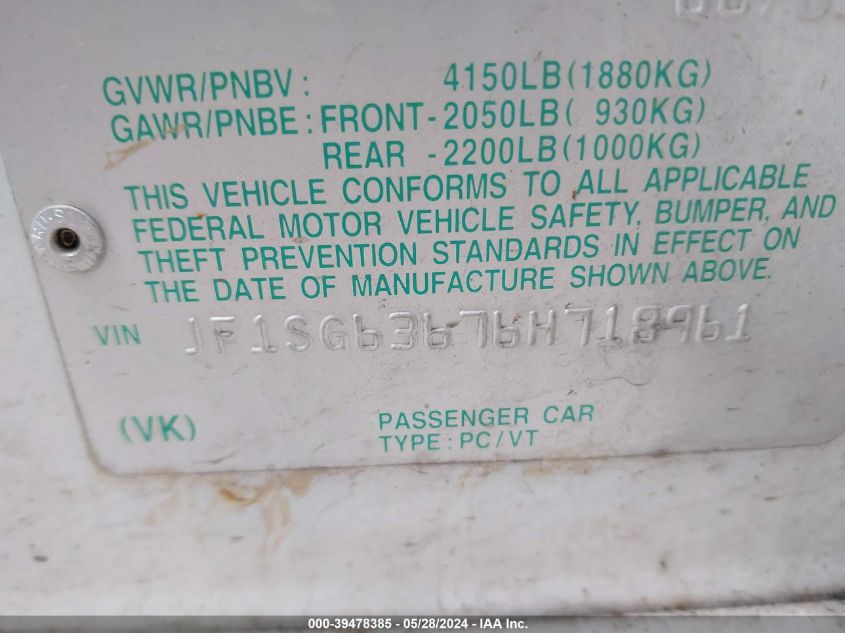 GVWR/PNBV : 4150LB(1880KG)
GAWR/PNBE : FRONT-2050LB( 930KG)
REAR -2200LB(1000KG)
THIS VEHICLE CONFORMS TO ALL APPLICABLE
FEDERAL MOTOR VEHICLE SAFETY, BUMPER, AND
THEFT PREVENTION STANDARDS IN EFFECT ON
THE DATE OF MANUFACTURE SHOWN ABOVE.
VIN JF1SG63676H718961
(VK) PASSENGER CAR
TYPE : PC/VT
000-39478385 - 05/28/2024 - IAA Inc.